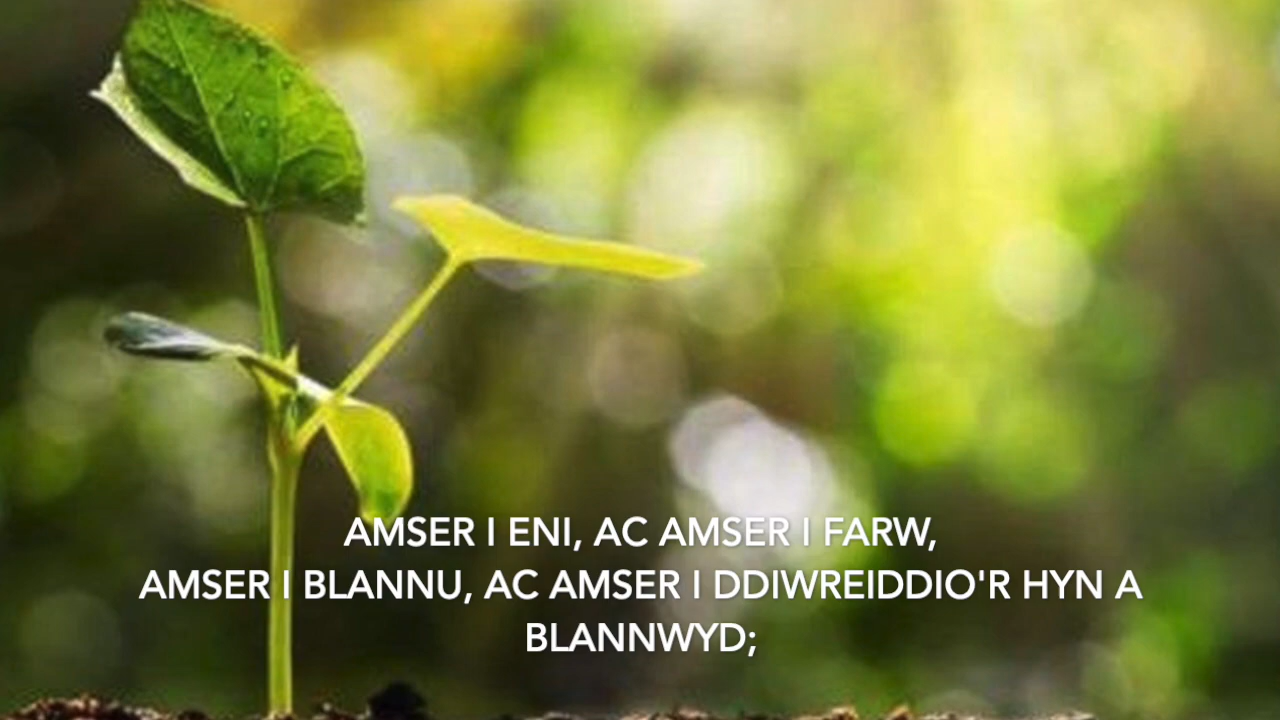 AMSER I ENI, AC AMSER I FARW,
AMSER I BLANNU, AC AMSER I DDIWREIDDIO'R HYN A
BLANNWYD;